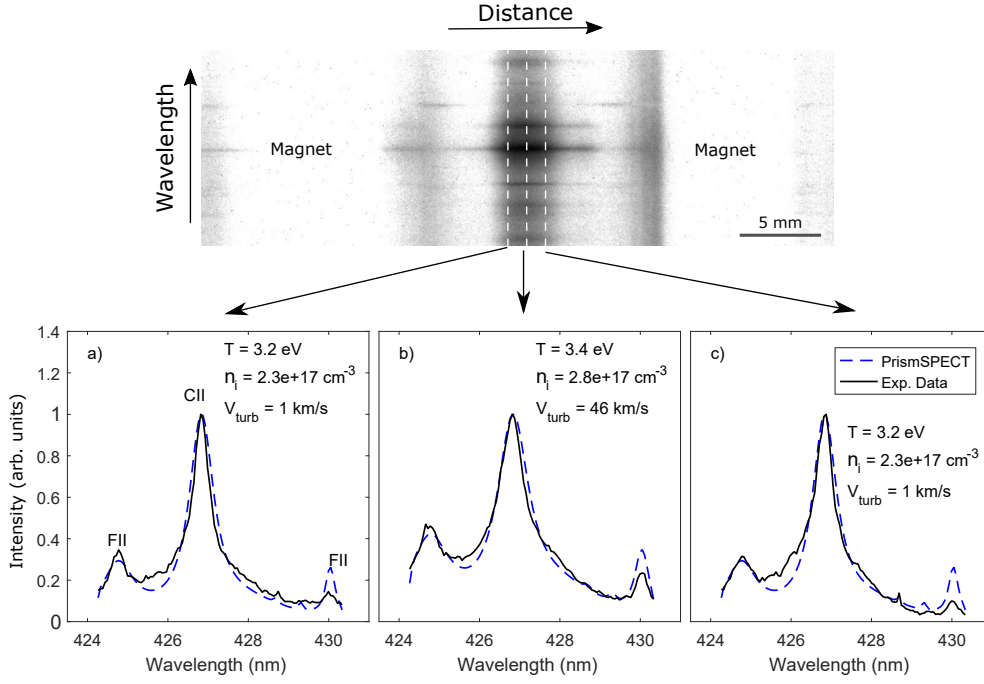 Distance
Wavelength
Magnet
Magnet
5 mm
1.4
1.2
1
0.8
0.6
0.4
0.2
0
Intensity (arb. units)
a)
T = 3.2 eV
n_i = 2.3e+17 cm^-3
V_turb = 1 km/s
CII
FII
FII
424
426
428
430
Wavelength (nm)
b)
T = 3.4 eV
n_i = 2.8e+17 cm^-3
V_turb = 46 km/s
424
426
428
430
Wavelength (nm)
c)
PrismSPECT
Exp. Data
T = 3.2 eV
n_i = 2.3e+17 cm^-3
V_turb = 1 km/s
424
426
428
430
Wavelength (nm)